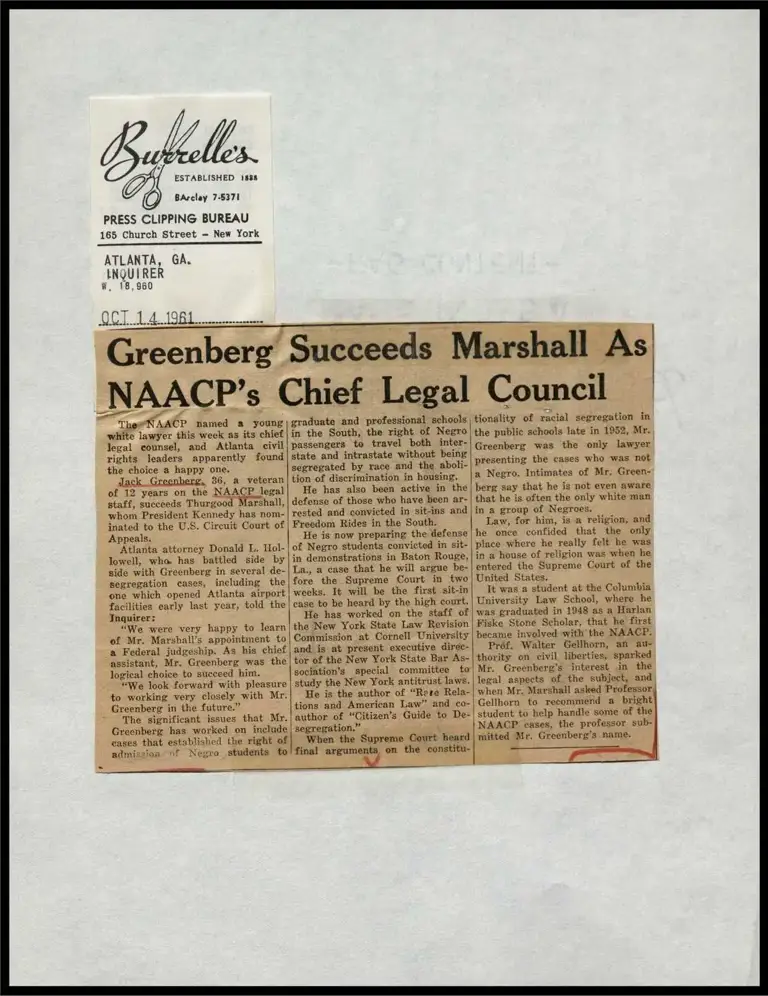 Burrelle's
ESTABLISHED 1888
BArclay 7-5371
PRESS CLIPPING BUREAU
165 Church Street - New York
ATLANTA, GA.
INQUIRER
W. 18,960
OCT 14 1961
Greenberg Succeeds Marshall As
NAACP's Chief Legal Council
The NAACP named a young
white lawyer this week as its chief
legal counsel, and Atlanta civil
rights leaders apparently found
the choice a happy one.
Jack Greenberg, 36, a veteran
of 12 years on the NAACP legal
staff, succeeds Thurgood Marshall,
whom President Kennedy has nom-
inated to the U.S. Circuit Court of
Appeals.
Atlanta attorney Donald L. Hol-
lowell, who has battled side by
side with Greenberg in several de-
segregation cases, including the
one which opened Atlanta airport
facilities early last year, told the
Inquirer:
"We were very happy to learn
of Mr. Marshall's appointment to
a Federal judgeship. As his chief
assistant, Mr. Greenberg was the
logical choice to succeed him.
"We look forward with pleasure
to working very closely with Mr.
Greenberg in the future."
The significant issues that Mr.
Greenberg has worked on include
cases that established the right of
admission of Negro students to
graduate and professional schools
in the South, the right of Negro
passengers to travel both inter-
state and intrastate without being
segregated by race and the aboli-
tion of discrimination in housing.
He has also been active in the
defense of those who have been ar-
rested and convicted in sit-ins and
Freedom Rides in the South.
He is now preparing the defense
of Negro students convicted in sit-
in demonstrations in Baton Rouge,
La., a case that he will argue be-
fore the Supreme Court in two
weeks. It will be the first sit-in
case to be heard by the high court.
He has worked on the staff of
the New York State Law Revision
Commission at Cornell University
and is at present executive direc-
tor of the New York State Bar As-
sociation's special committee to
study the New York antitrust laws.
He is the author of "Race Rela-
tions and American Law" and co-
author of "Citizen's Guide to De-
segregation."
When the Supreme Court heard
final arguments on the constitu-
tionality of racial segregation in
the public schools late in 1952, Mr.
Greenberg was the only lawyer
presenting the cases who was not
a Negro. Intimates of Mr. Green-
berg say that he is not even aware
that he is often the only white man
in a group of Negroes.
Law, for him, is a religion, and
he once confided that the only
place where he really felt he was
in a house of religion was when he
entered the Supreme Court of the
United States.
It was a student at the Columbia
University Law School, where he
was graduated in 1948 as a Harlan
Fiske Stone Scholar, that he first
became involved with the NAACP.
Prof. Walter Gellhorn, an au-
thority on civil liberties, sparked
Mr. Greenberg's interest in the
legal aspects of the subject, and
when Mr. Marshall asked Professor
Gellhorn to recommend a bright
student to help handle some of the
NAACP cases, the professor sub-
mitted Mr. Greenberg's name.